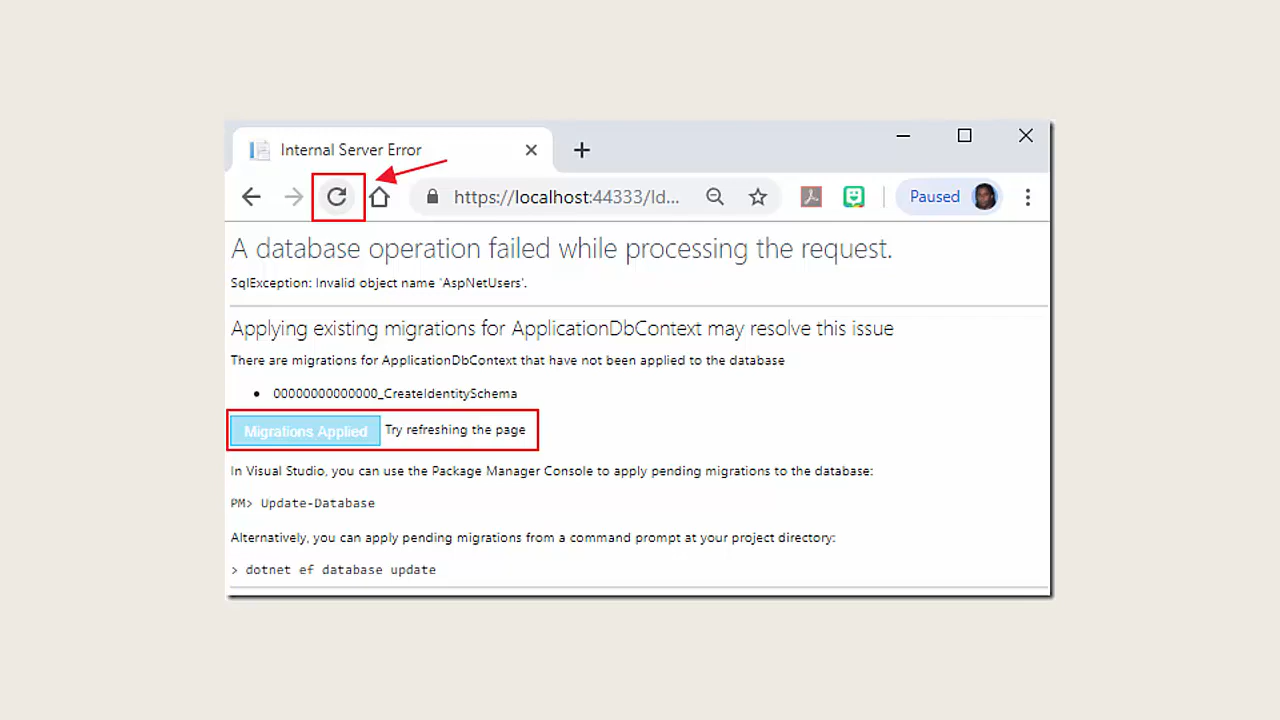 Internal Server Error
https://localhost:44333/Id...
Paused
A database operation failed while processing the request.
SqlException: Invalid object name 'AspNetUsers'.
Applying existing migrations for ApplicationDbContext may resolve this issue
There are migrations for ApplicationDbContext that have not been applied to the database
• 00000000000000_CreateIdentitySchema
Migrations Applied Try refreshing the page
In Visual Studio, you can use the Package Manager Console to apply pending migrations to the database:
PM> Update-Database
Alternatively, you can apply pending migrations from a command prompt at your project directory:
> dotnet ef database update